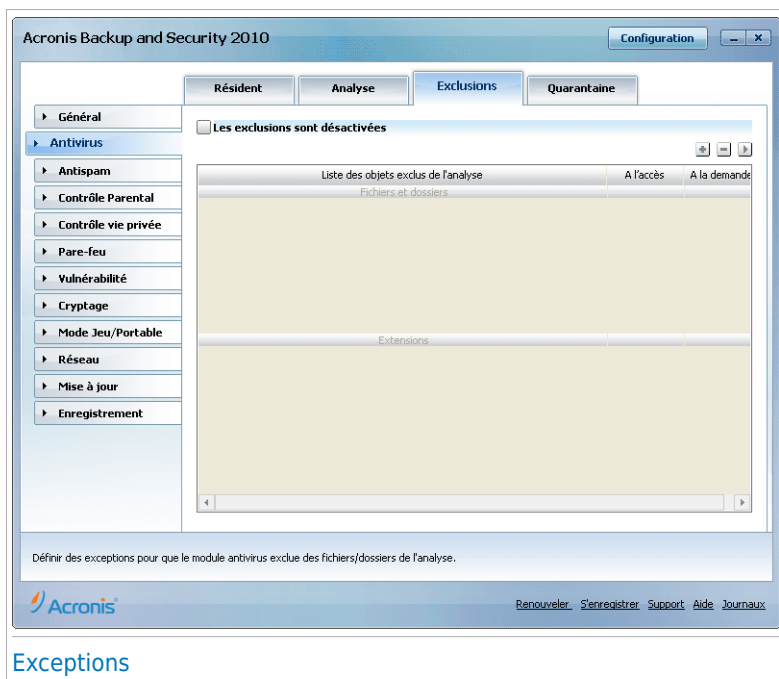 Acronis Backup and Security 2010
Configuration
Résident
Analyse
Exclusions
Quarantaine
Général
Antivirus
Antispam
Contrôle Parental
Contrôle vie privée
Pare-feu
Vulnérabilité
Cryptage
Mode Jeu/Portable
Réseau
Mise à jour
Enregistrement
Les exclusions sont désactivées
Liste des objets exclus de l'analyse A l'accès A la demande
Fichiers et dossiers
Extensions
Définir des exceptions pour que le module antivirus exclue des fichiers/dossiers de l'analyse.
Acronis
Renouveler S'enregistrer Support Aide Journaux
Exceptions